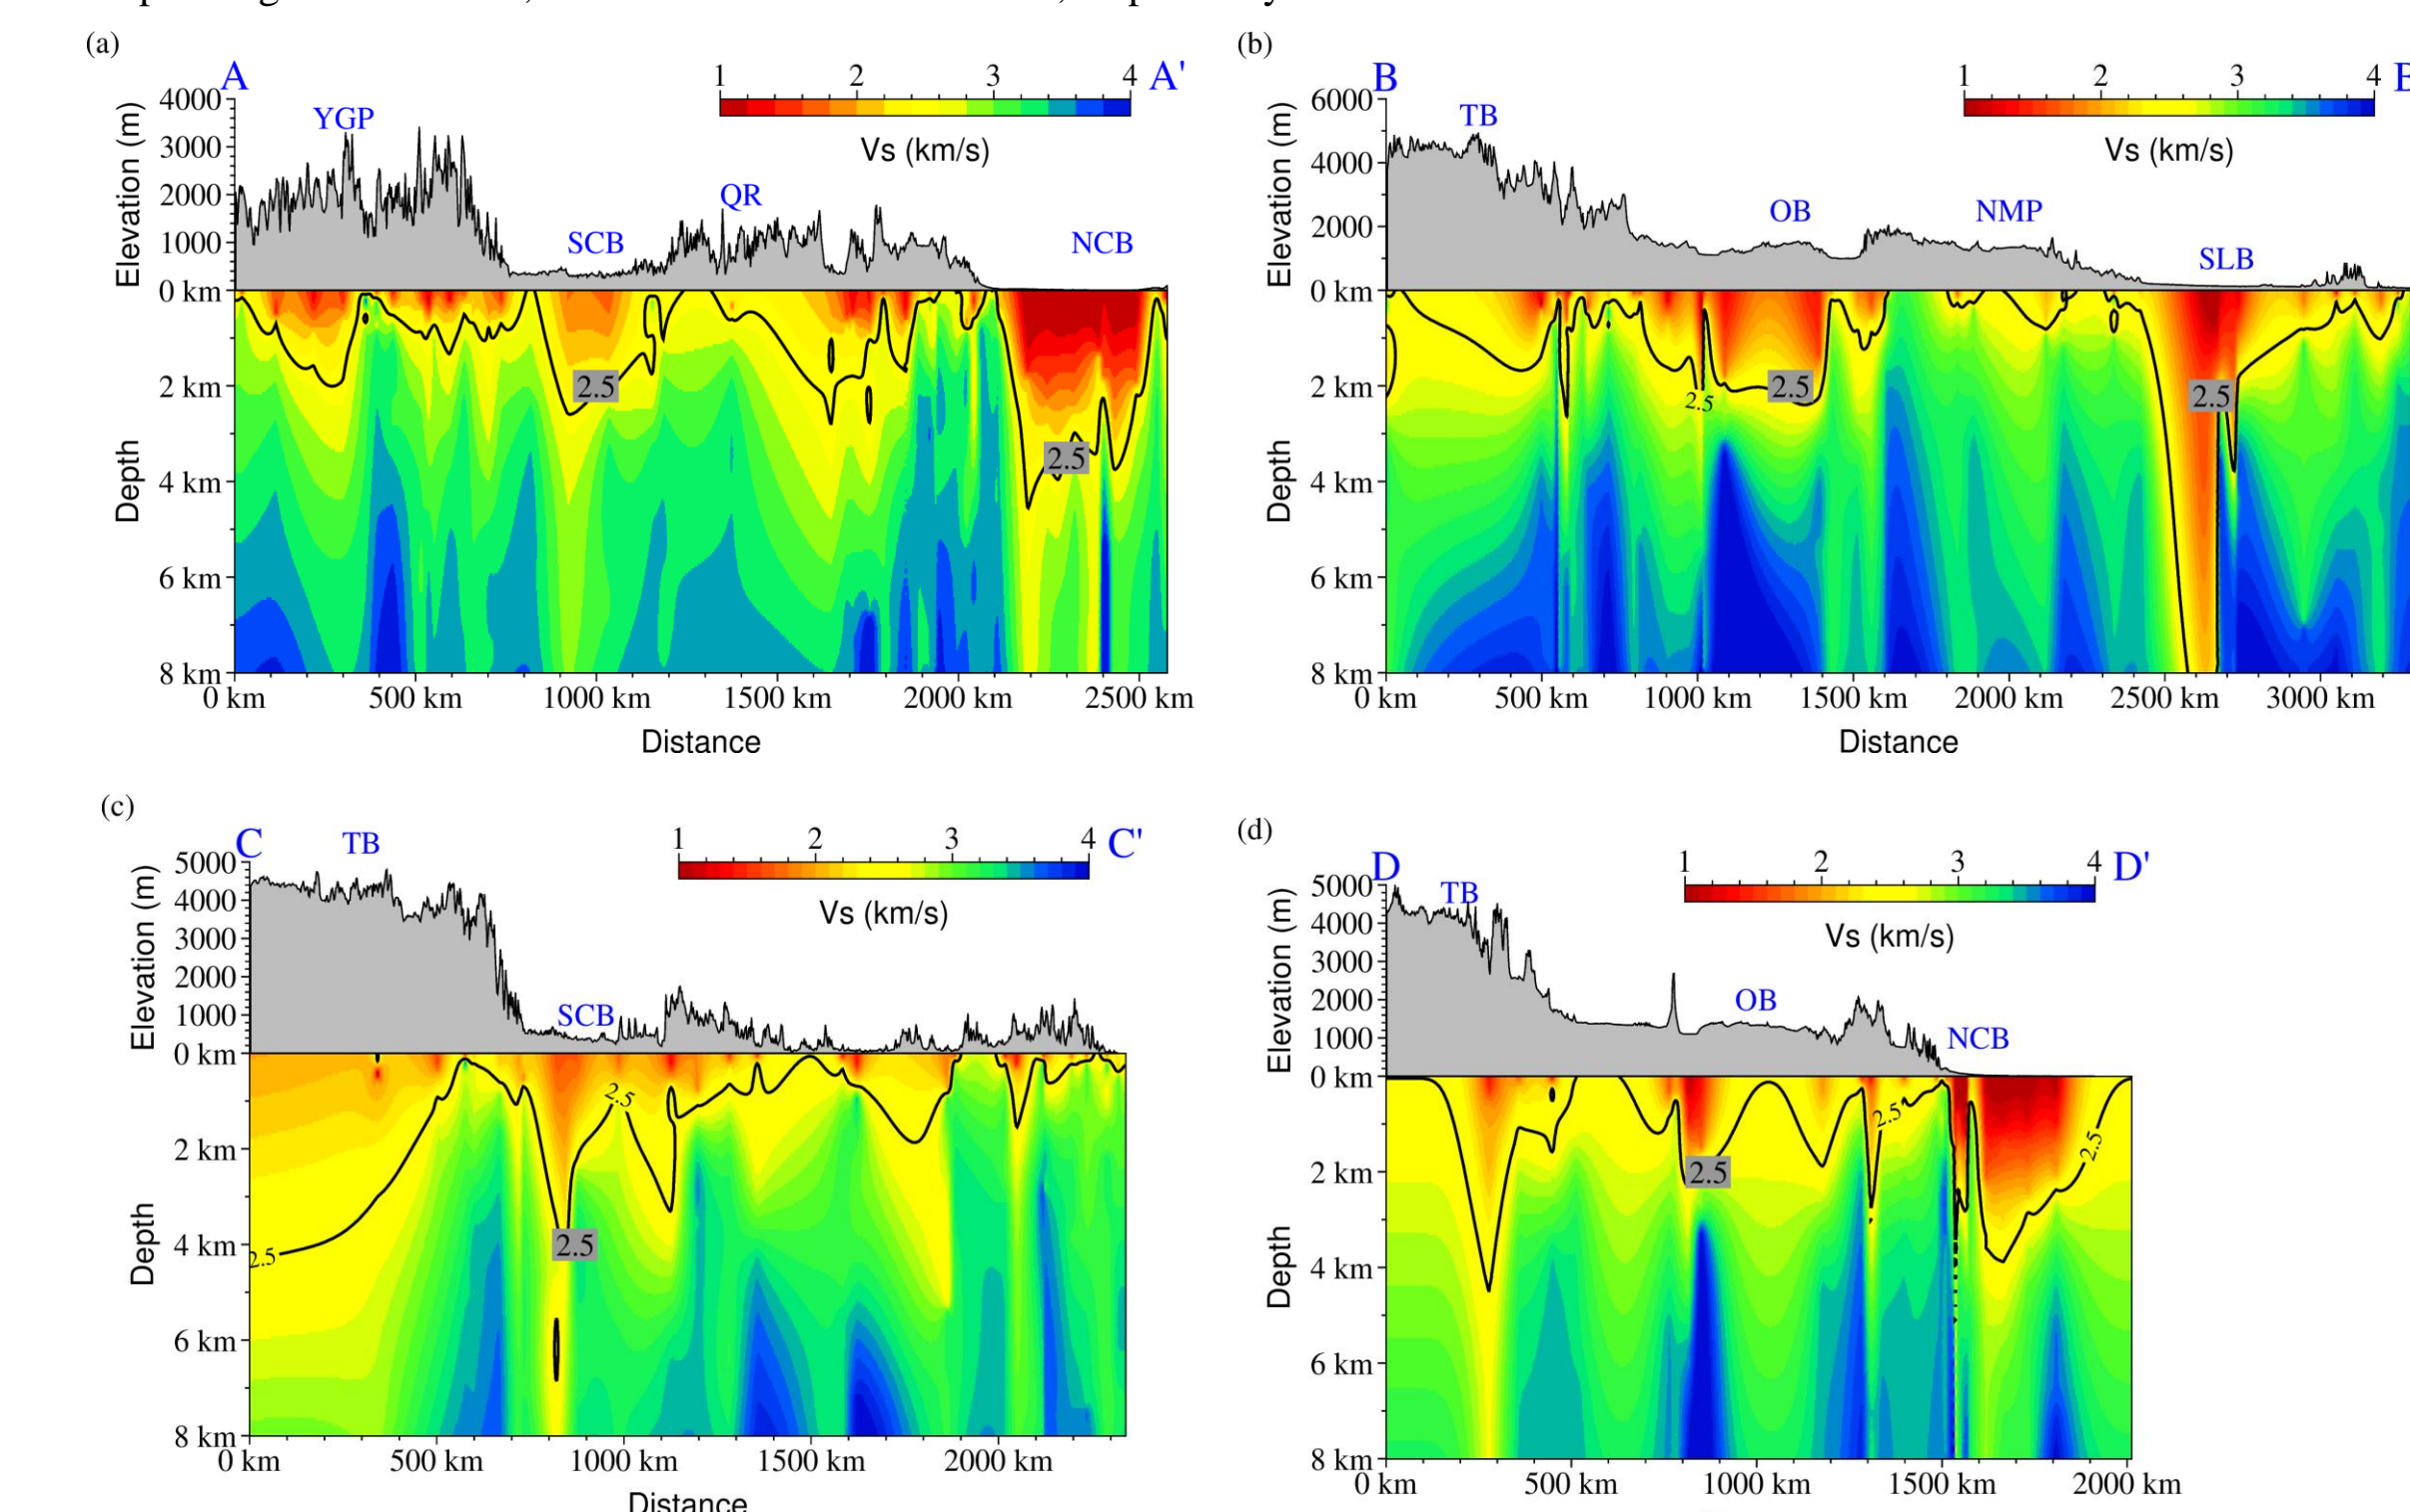 (a)
A
1 2 3 4
A'
Vs (km/s)
YGP
QR
SCB
NCB
4000
3000
2000
1000
Elevation (m)
0 km
2 km
4 km
6 km
8 km
Depth
2.5
2.5
0 km 500 km 1000 km 1500 km 2000 km 2500 km
Distance
(b)
B
1 2 3 4
Vs (km/s)
TB
OB
NMP
SLB
6000
4000
2000
Elevation (m)
0 km
2 km
4 km
6 km
8 km
Depth
2.5
2.5
2.5
0 km 500 km 1000 km 1500 km 2000 km 2500 km 3000 km
Distance
(c)
C
TB
1 2 3 4
C'
Vs (km/s)
SCB
5000
4000
3000
2000
1000
Elevation (m)
0 km
2 km
4 km
6 km
8 km
Depth
2.5
2.5
2.5
0 km 500 km 1000 km 1500 km 2000 km
Distance
(d)
D
TB
1 2 3 4
D'
Vs (km/s)
OB
NCB
5000
4000
3000
2000
1000
Elevation (m)
0 km
2 km
4 km
6 km
8 km
Depth
2.5
2.5
2.5
0 km 500 km 1000 km 1500 km 2000 km